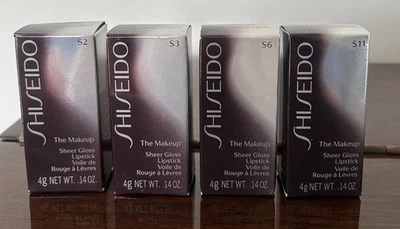 S2
SHISEIDO
The Makeup
Sheer Gloss
Lipstick
Voile de
Rouge à Lèvres
4g NET WT. .14 OZ.
S3
SHISEIDO
The Makeup
Sheer Gloss
Lipstick
Voile de
Rouge à Lèvres
4g NET WT. .14 OZ.
S6
SHISEIDO
The Makeup
Sheer Gloss
Lipstick
Voile de
Rouge à Lèvres
4g NET WT. .14 OZ.
S11
SHISEIDO
The Makeup
Sheer Gloss
Lipstick
Voile de
Rouge à Lèvres
4g NET WT. .14 OZ.